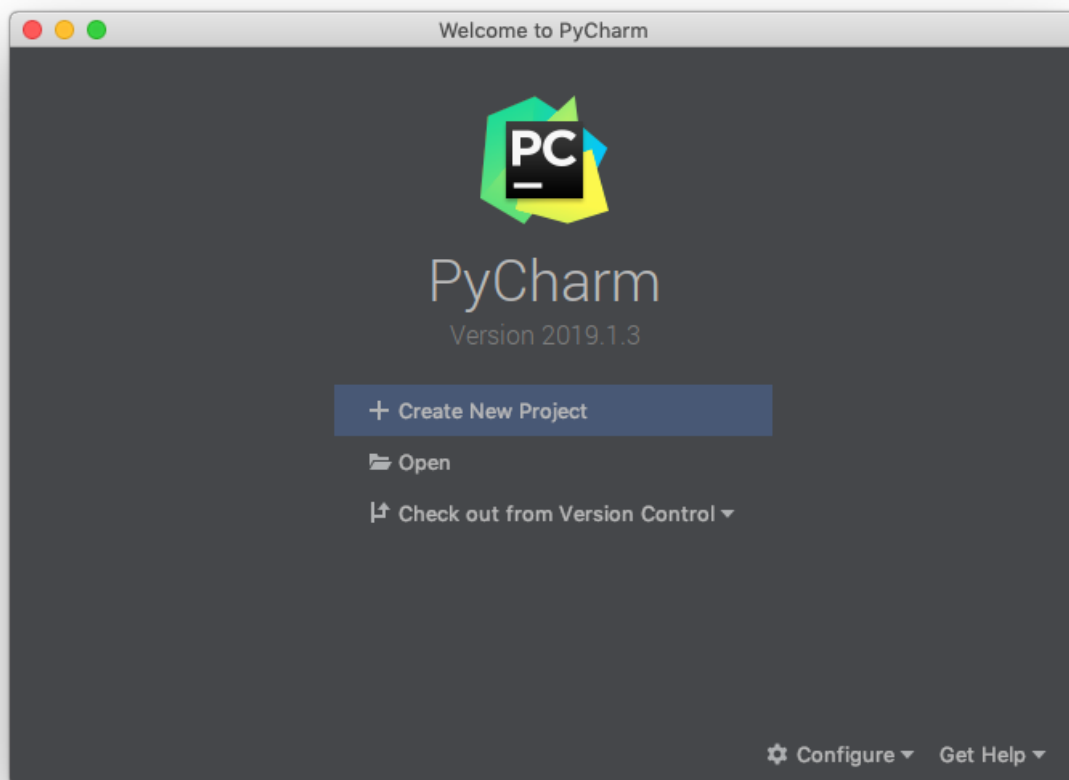 Welcome to PyCharm
PC
PyCharm
Version 2019.1.3
Create New Project
Open
Check out from Version Control
Configure Get Help